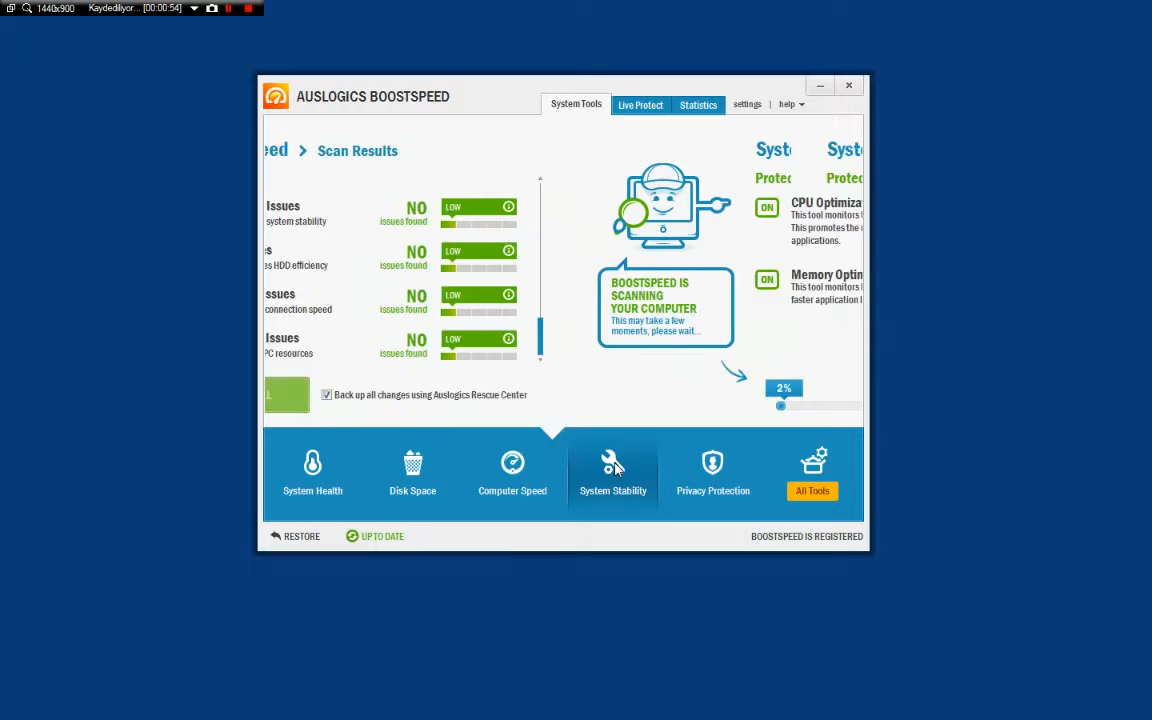 1440x900 Kaydediliyor... [00:00:54]
AUSLOGICS BOOSTSPEED
System Tools Live Protect Statistics settings | help
eed > Scan Results
Issues NO LOW
system stability issues found
s NO LOW
es HDD efficiency issues found
ssues NO LOW
connection speed issues found
Issues NO LOW
PC resources issues found
L
Back up all changes using Auslogics Rescue Center
BOOSTSPEED IS
SCANNING
YOUR COMPUTER
This may take a few
moments, please wait...
2%
Syst Syst
Protec Protec
ON CPU Optimiza
This tool monitors t
This promotes the
applications.
ON Memory Optin
This tool monitors
faster application l
System Health Disk Space Computer Speed System Stability Privacy Protection All Tools
RESTORE UP TO DATE BOOSTSPEED IS REGISTERED